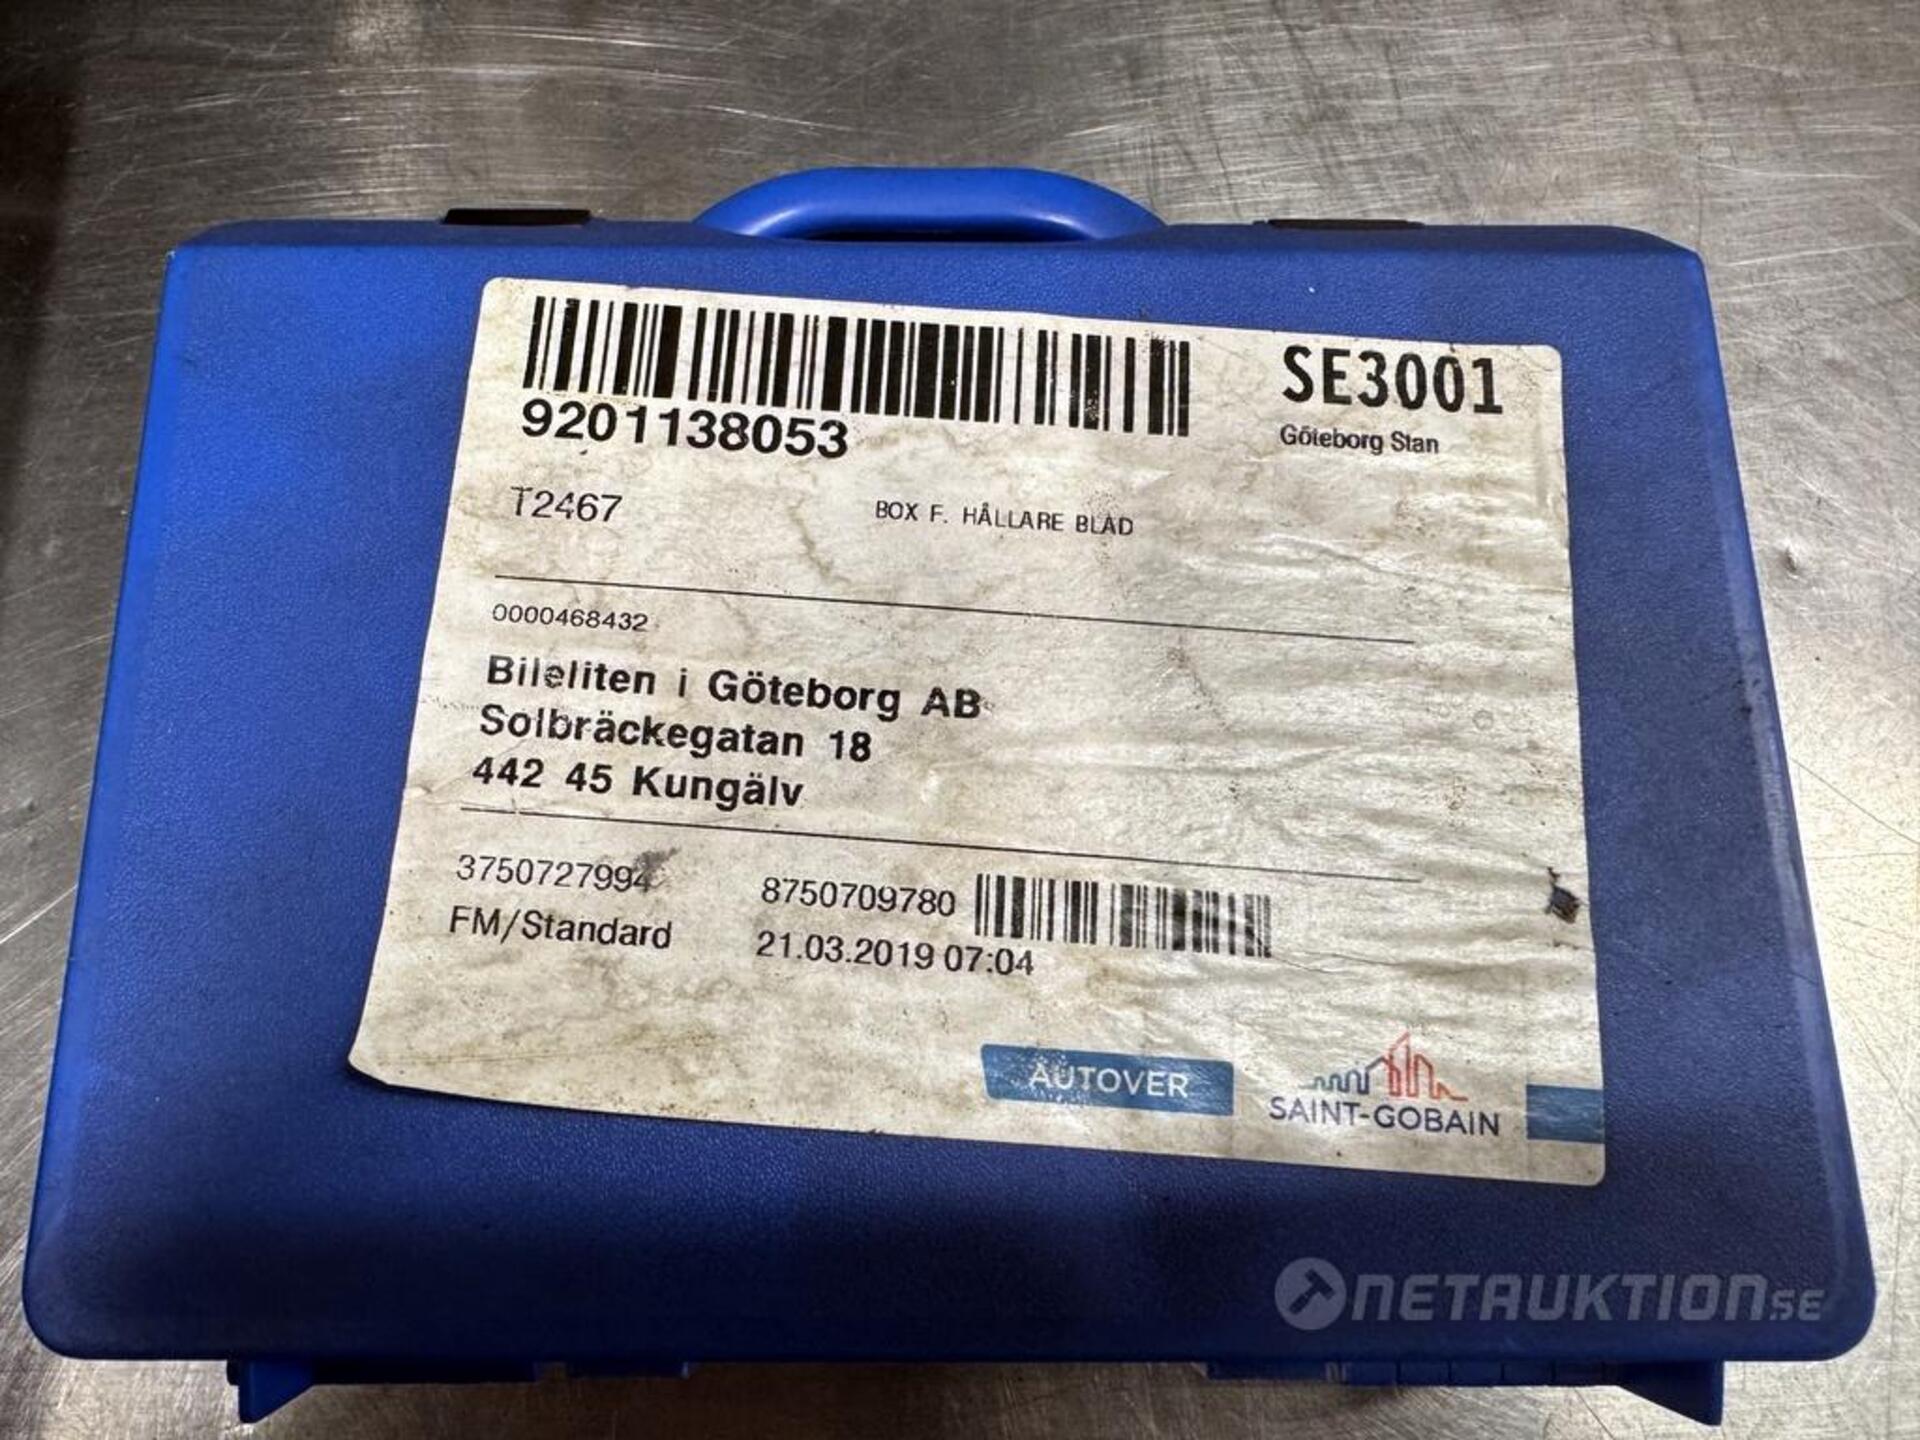 SE3001
9201138053
Göteborg Stan
T2467 BOX F. HÅLLARE BLAD
0000468432
Bileliten i Göteborg AB
Solbräckegatan 18
442 45 Kungälv
3750727994 8750709780
FM/Standard 21.03.2019 07:04
AUTOVER
SAINT-GOBAIN
NETAUKTION.SE